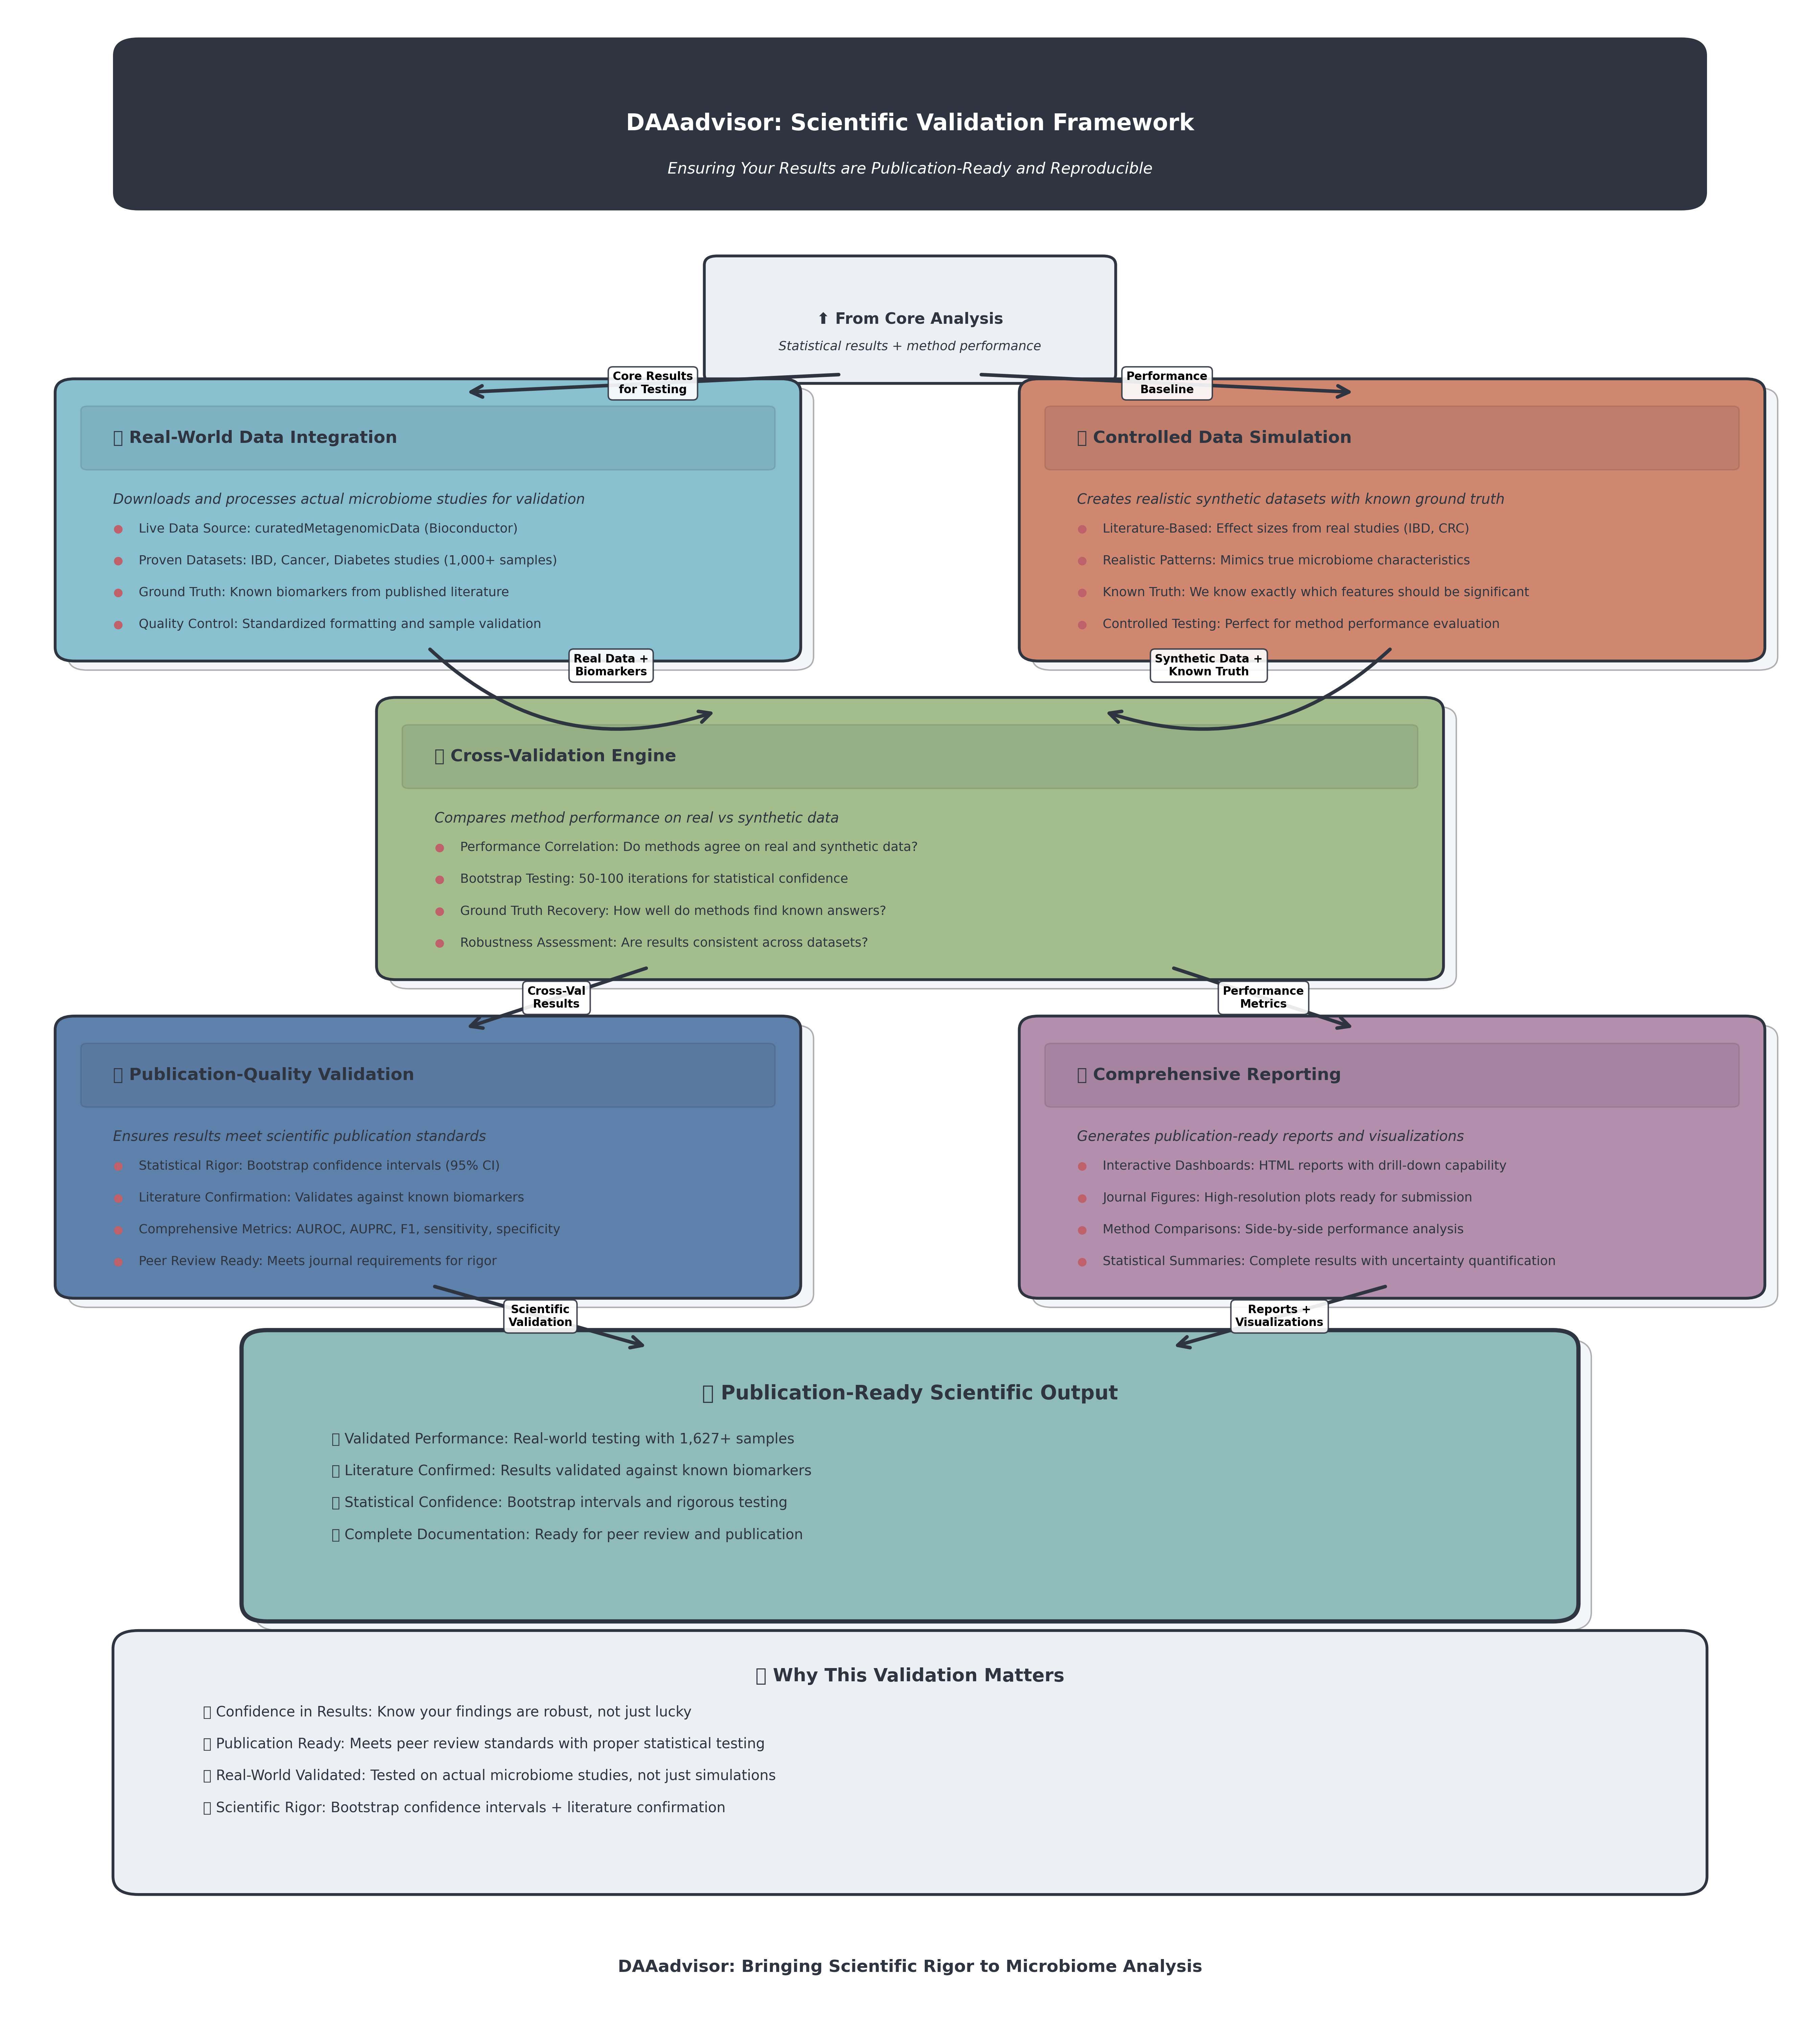 DAAadvisor: Scientific Validation Framework
Ensuring Your Results are Publication-Ready and Reproducible
⬆ From Core Analysis
Statistical results + method performance
Core Results
for Testing
Performance
Baseline
Real-World Data Integration
Downloads and processes actual microbiome studies for validation
● Live Data Source: curatedMetagenomicData (Bioconductor)
● Proven Datasets: IBD, Cancer, Diabetes studies (1,000+ samples)
● Ground Truth: Known biomarkers from published literature
● Quality Control: Standardized formatting and sample validation
Controlled Data Simulation
Creates realistic synthetic datasets with known ground truth
● Literature-Based: Effect sizes from real studies (IBD, CRC)
● Realistic Patterns: Mimics true microbiome characteristics
● Known Truth: We know exactly which features should be significant
● Controlled Testing: Perfect for method performance evaluation
Real Data +
Biomarkers
Synthetic Data +
Known Truth
Cross-Validation Engine
Compares method performance on real vs synthetic data
● Performance Correlation: Do methods agree on real and synthetic data?
● Bootstrap Testing: 50-100 iterations for statistical confidence
● Ground Truth Recovery: How well do methods find known answers?
● Robustness Assessment: Are results consistent across datasets?
Cross-Val
Results
Performance
Metrics
Publication-Quality Validation
Ensures results meet scientific publication standards
● Statistical Rigor: Bootstrap confidence intervals (95% CI)
● Literature Confirmation: Validates against known biomarkers
● Comprehensive Metrics: AUROC, AUPRC, F1, sensitivity, specificity
● Peer Review Ready: Meets journal requirements for rigor
Comprehensive Reporting
Generates publication-ready reports and visualizations
● Interactive Dashboards: HTML reports with drill-down capability
● Journal Figures: High-resolution plots ready for submission
● Method Comparisons: Side-by-side performance analysis
● Statistical Summaries: Complete results with uncertainty quantification
Scientific
Validation
Reports +
Visualizations
Publication-Ready Scientific Output
Validated Performance: Real-world testing with 1,627+ samples
Literature Confirmed: Results validated against known biomarkers
Statistical Confidence: Bootstrap intervals and rigorous testing
Complete Documentation: Ready for peer review and publication
Why This Validation Matters
Confidence in Results: Know your findings are robust, not just lucky
Publication Ready: Meets peer review standards with proper statistical testing
Real-World Validated: Tested on actual microbiome studies, not just simulations
Scientific Rigor: Bootstrap confidence intervals + literature confirmation
DAAadvisor: Bringing Scientific Rigor to Microbiome Analysis